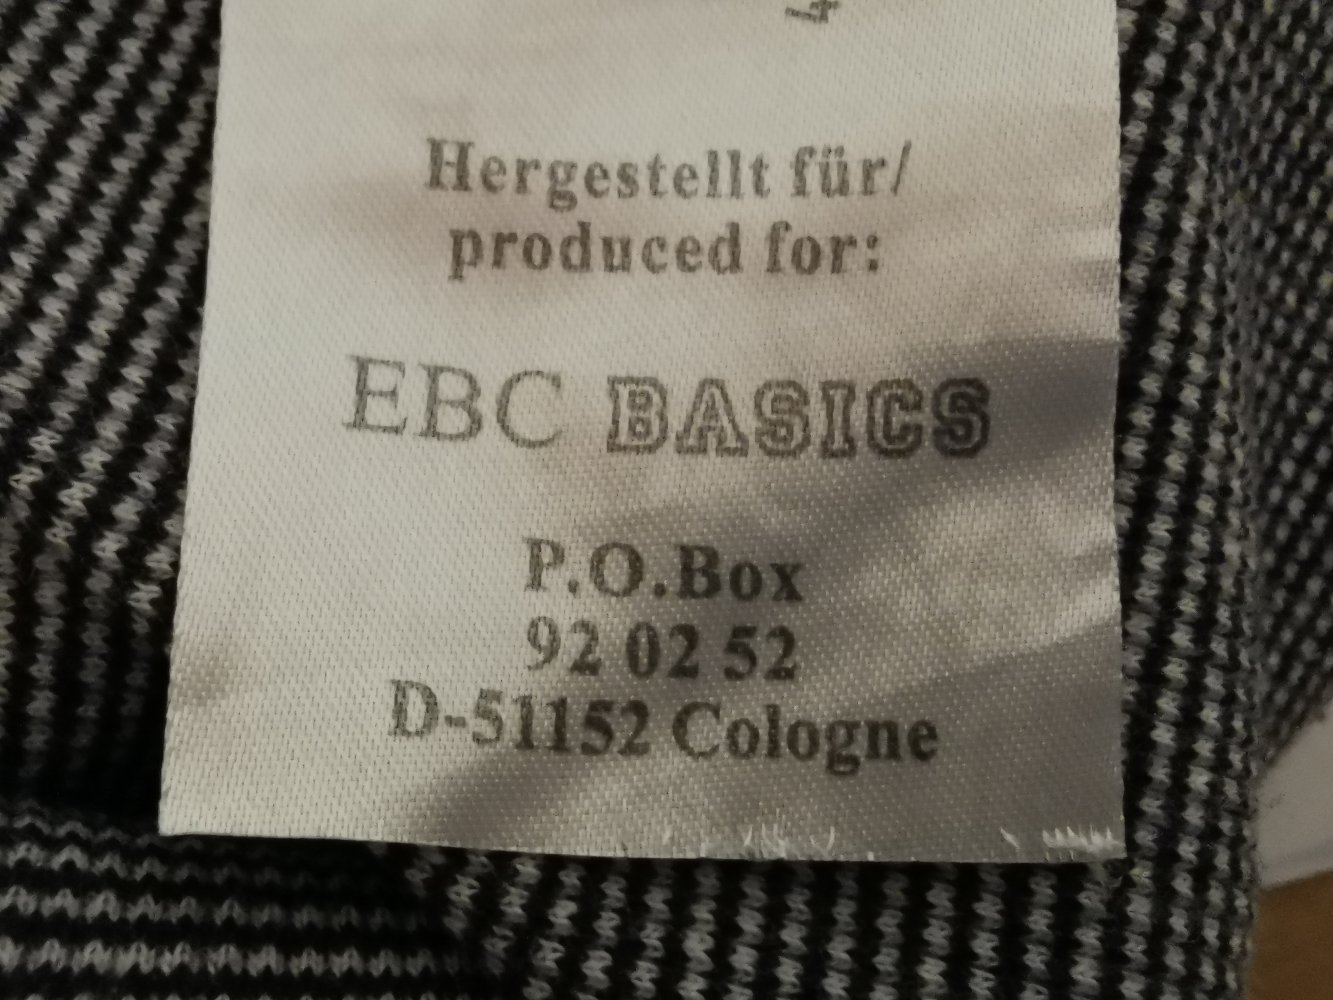 Hergestellt für/
produced for:
EBC BASICS
P.O.Box
92 02 52
D-51152 Cologne